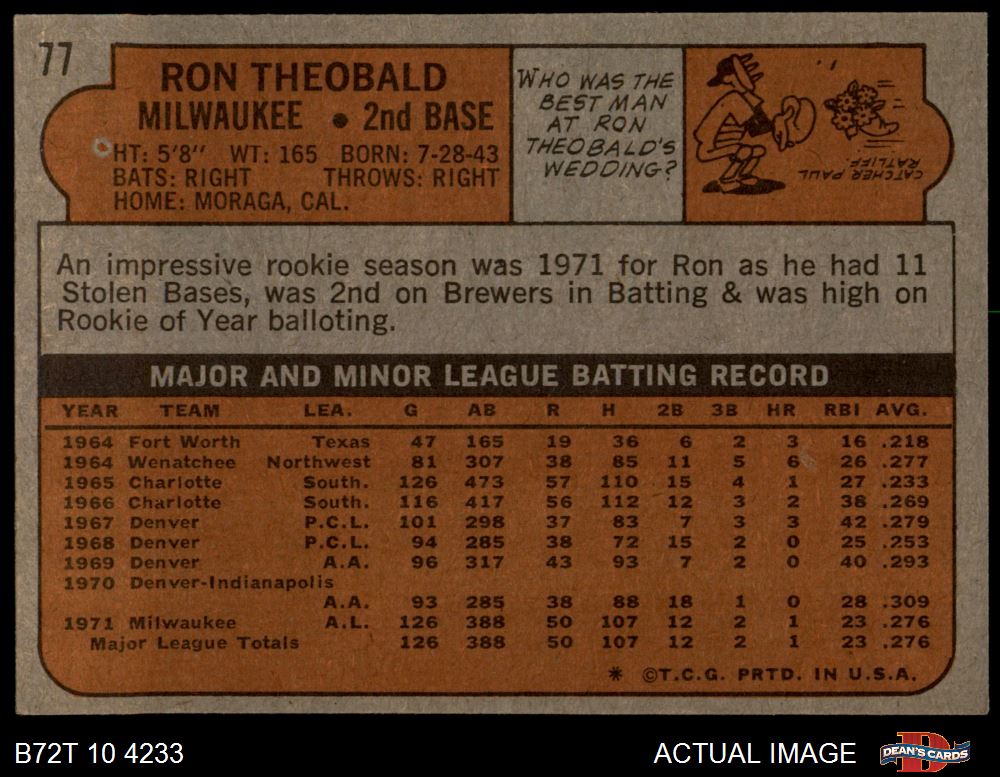 77
RON THEOBALD
MILWAUKEE • 2nd BASE
HT: 5'8" WT: 165 BORN: 7-28-43
BATS: RIGHT THROWS: RIGHT
HOME: MORAGA, CAL.
WHO WAS THE
BEST MAN
AT RON
THEOBALD'S
WEDDING?
CATCHER PAUL
RATLIFF.
An impressive rookie season was 1971 for Ron as he had 11
Stolen Bases, was 2nd on Brewers in Batting & was high on
Rookie of Year balloting.
MAJOR AND MINOR LEAGUE BATTING RECORD
YEAR TEAM LEA. G AB R H 2B 3B HR RBI AVG.
1964 Fort Worth Texas 47 165 19 36 6 2 3 16 .218
1964 Wenatchee Northwest 81 307 38 85 11 5 6 26 .277
1965 Charlotte South. 126 473 57 110 15 4 1 27 .233
1966 Charlotte South. 116 417 56 112 12 3 2 38 .269
1967 Denver P.C.L. 101 298 37 83 7 3 3 42 .279
1968 Denver P.C.L. 94 285 38 72 15 2 0 25 .253
1969 Denver A.A. 96 317 43 93 7 2 0 40 .293
1970 Denver-Indianapolis
A.A. 93 285 38 88 18 1 0 28 .309
1971 Milwaukee A.L. 126 388 50 107 12 2 1 23 .276
Major League Totals 126 388 50 107 12 2 1 23 .276
* ©T.C.G. PRTD. IN U.S.A.
B72T 10 4233
ACTUAL IMAGE
DEAN'S CARDS